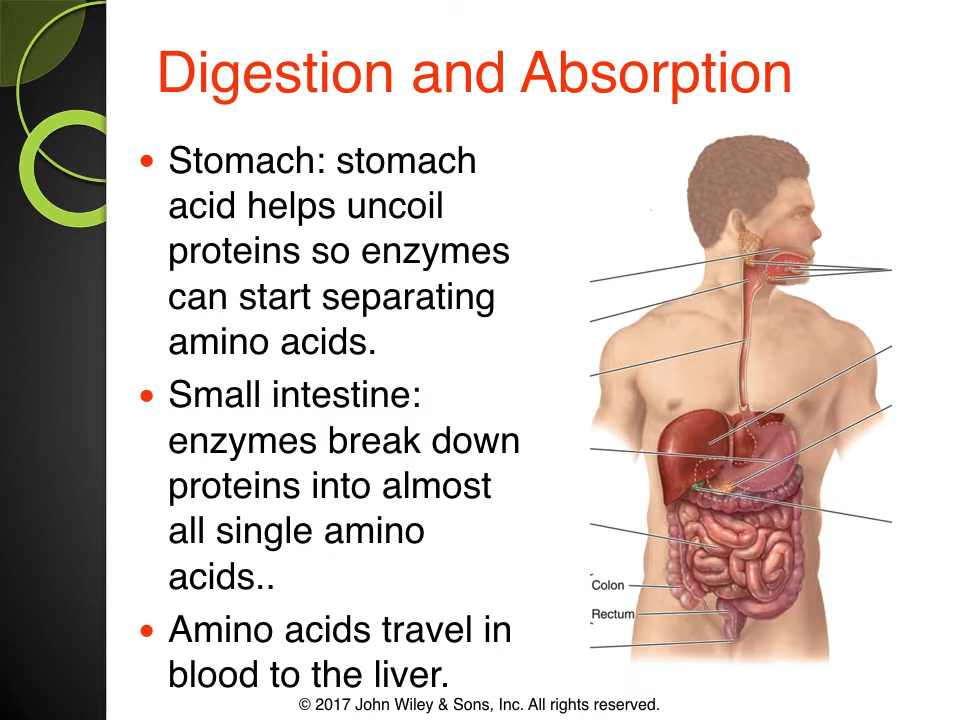 Digestion and Absorption
• Stomach: stomach
acid helps uncoil
proteins so enzymes
can start separating
amino acids.
• Small intestine:
enzymes break down
proteins into almost
all single amino
acids..
• Amino acids travel in
blood to the liver.
Colon
Rectum
© 2017 John Wiley & Sons, Inc. All rights reserved.